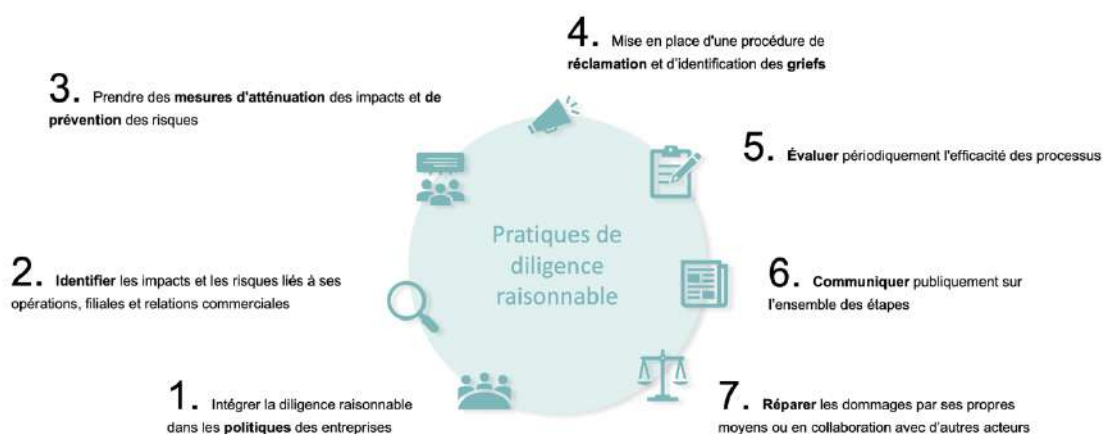 4. Mise en place d'une procédure de
réclamation et d'identification des griefs
3. Prendre des mesures d'atténuation des impacts et de
prévention des risques
5. Évaluer périodiquement l'efficacité des processus
Pratiques de
diligence
raisonnable
2. Identifier les impacts et les risques liés à ses
opérations, filiales et relations commerciales
6. Communiquer publiquement sur
l'ensemble des étapes
1. Intégrer la diligence raisonnable
dans les politiques des entreprises
7. Réparer les dommages par ses propres
moyens ou en collaboration avec d'autres acteurs